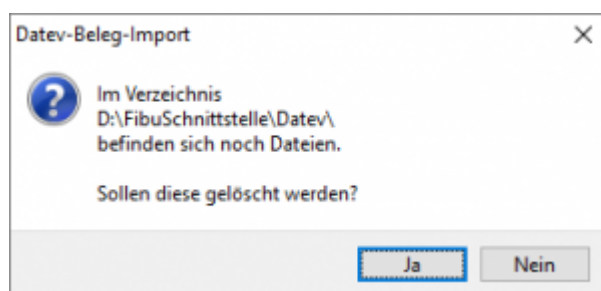 Datev-Beleg-Import
Im Verzeichnis
D:\FibuSchnittstelle\Datev\
befinden sich noch Dateien.
Sollen diese gelöscht werden?
Ja
Nein